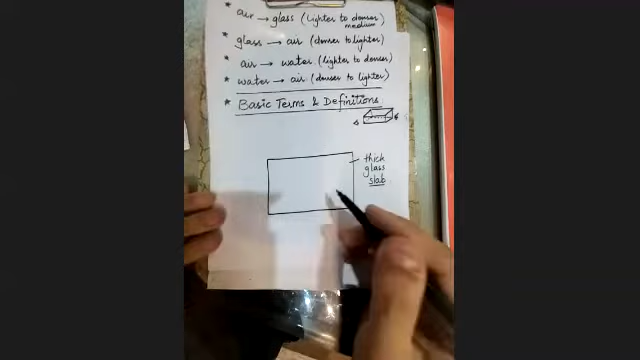 * air → glass (Lighter to denser medium)
* glass → air (denser to lighter)
* air → water (lighter to denser)
* water → air (denser to lighter)
* Basic Terms & Definitions
thick
glass
slab